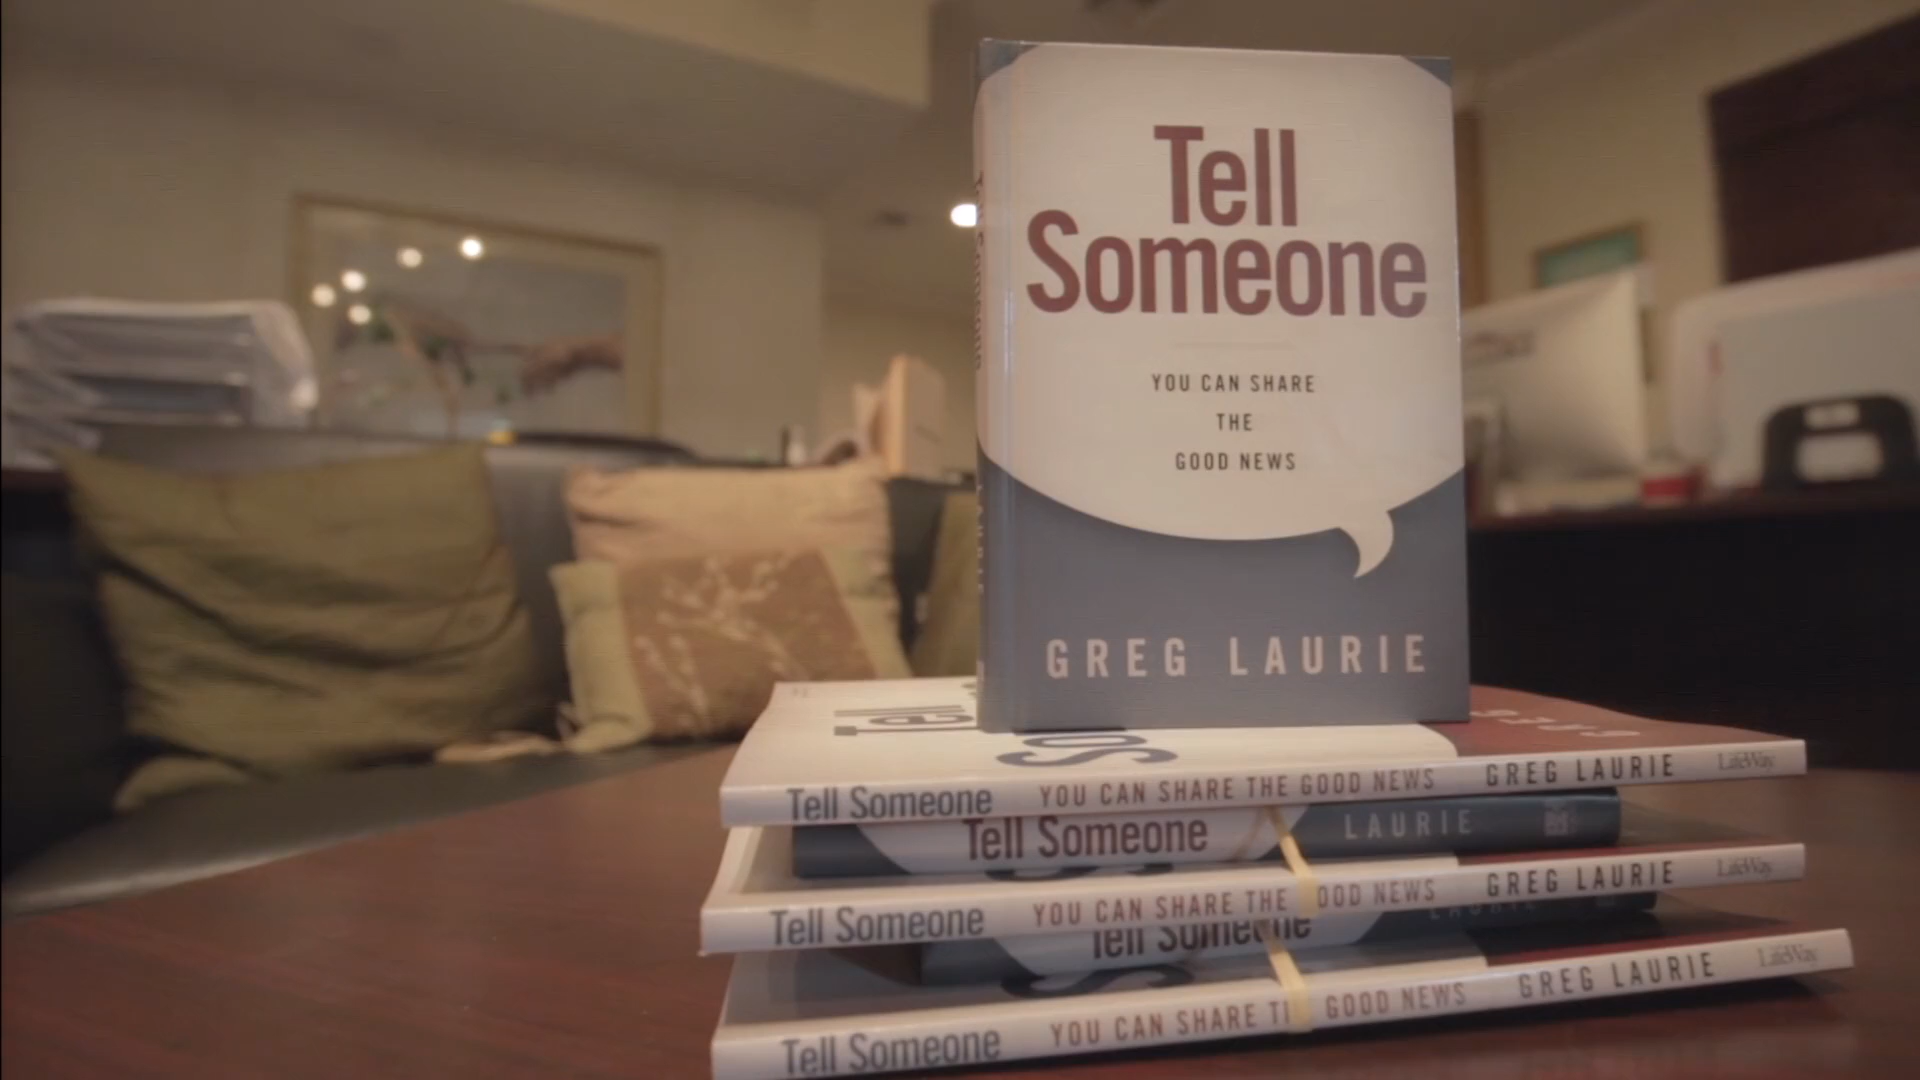 Tell
Someone
YOU CAN SHARE
THE
GOOD NEWS
GREG LAURIE
Tell Someone YOU CAN SHARE THE GOOD NEWS GREG LAURIE LifeWay
Tell Someone LAURIE
Tell Someone YOU CAN SHARE THE OOD NEWS GREG LAURIE LifeWay
Tell Someone LAURIE
Tell Someone YOU CAN SHARE GOOD NEWS GREG LAURIE LifeWay